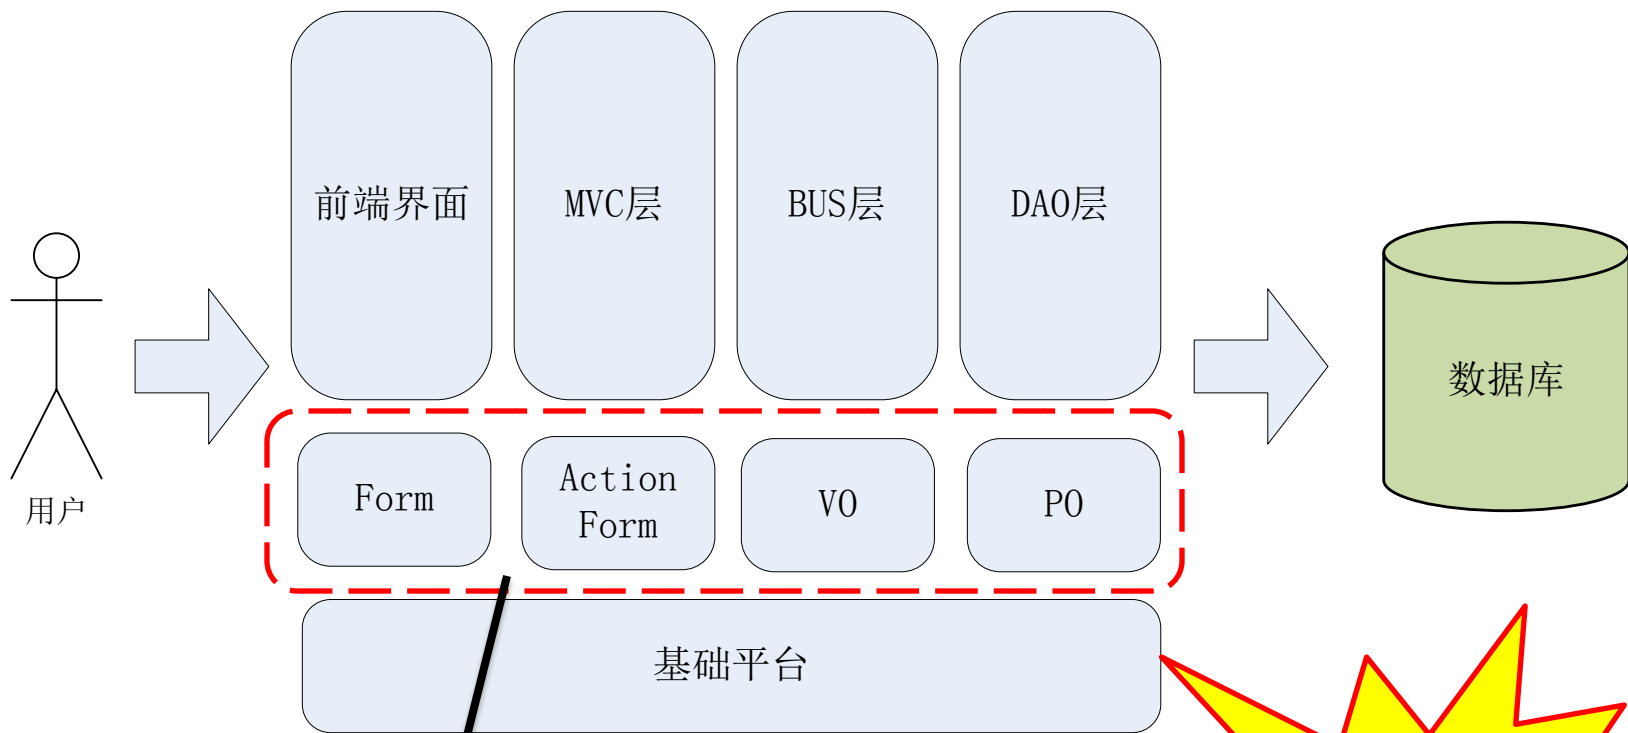 前端界面
MVC层
BUS层
DAO层
用户
数据库
Form
Action
Form
VO
PO
基础平台